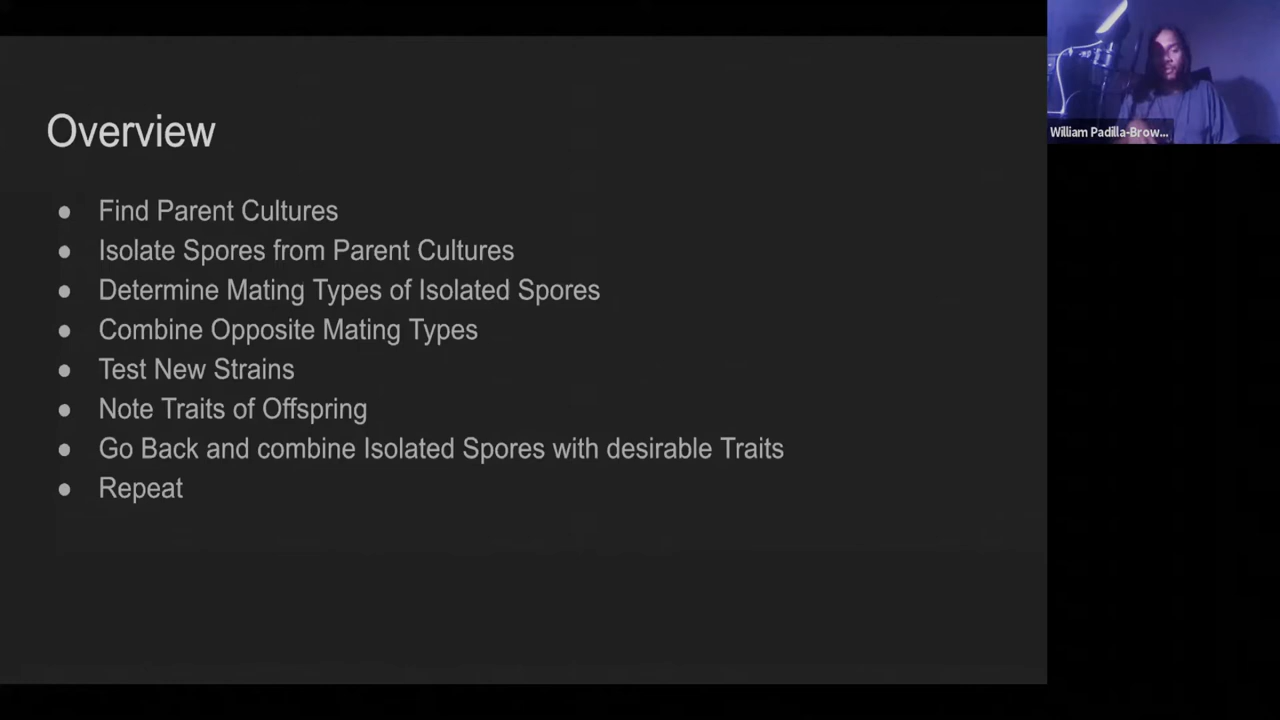 Overview
● Find Parent Cultures
● Isolate Spores from Parent Cultures
● Determine Mating Types of Isolated Spores
● Combine Opposite Mating Types
● Test New Strains
● Note Traits of Offspring
● Go Back and combine Isolated Spores with desirable Traits
● Repeat
William Padilla-Brow...